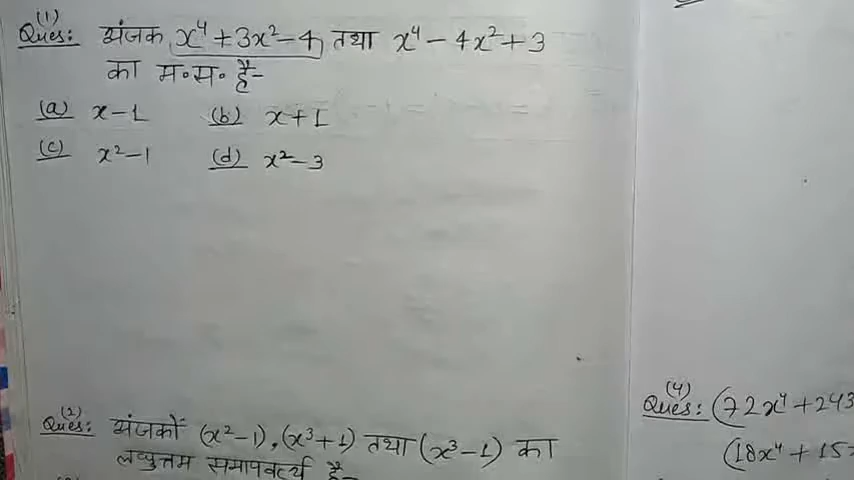 (1)
Ques: व्यंजक x⁴ + 3x² - 4, तथा x⁴ - 4x² + 3
का म॰स॰ है-
(a) x - 1 (b) x + 1
(c) x² - 1 (d) x² - 3
(2)
Ques: व्यंजकों (x² - 1), (x³ + 1) तथा (x³ - 1) का
लघुत्तम समापवर्त्य है-
(4)
Ques: (72x⁴ + 243
(18x⁴ + 15x